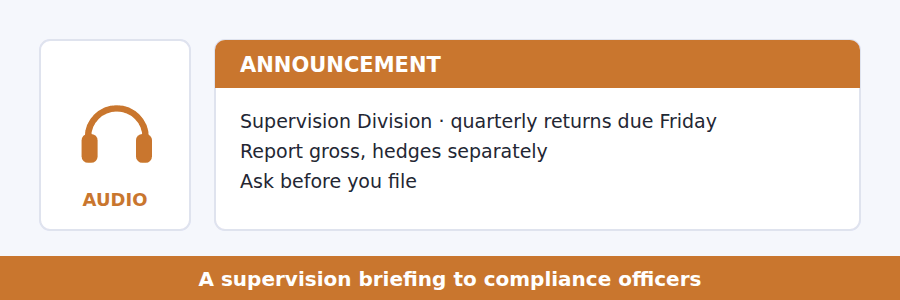 AUDIO
ANNOUNCEMENT
Supervision Division · quarterly returns due Friday
Report gross, hedges separately
Ask before you file
A supervision briefing to compliance officers